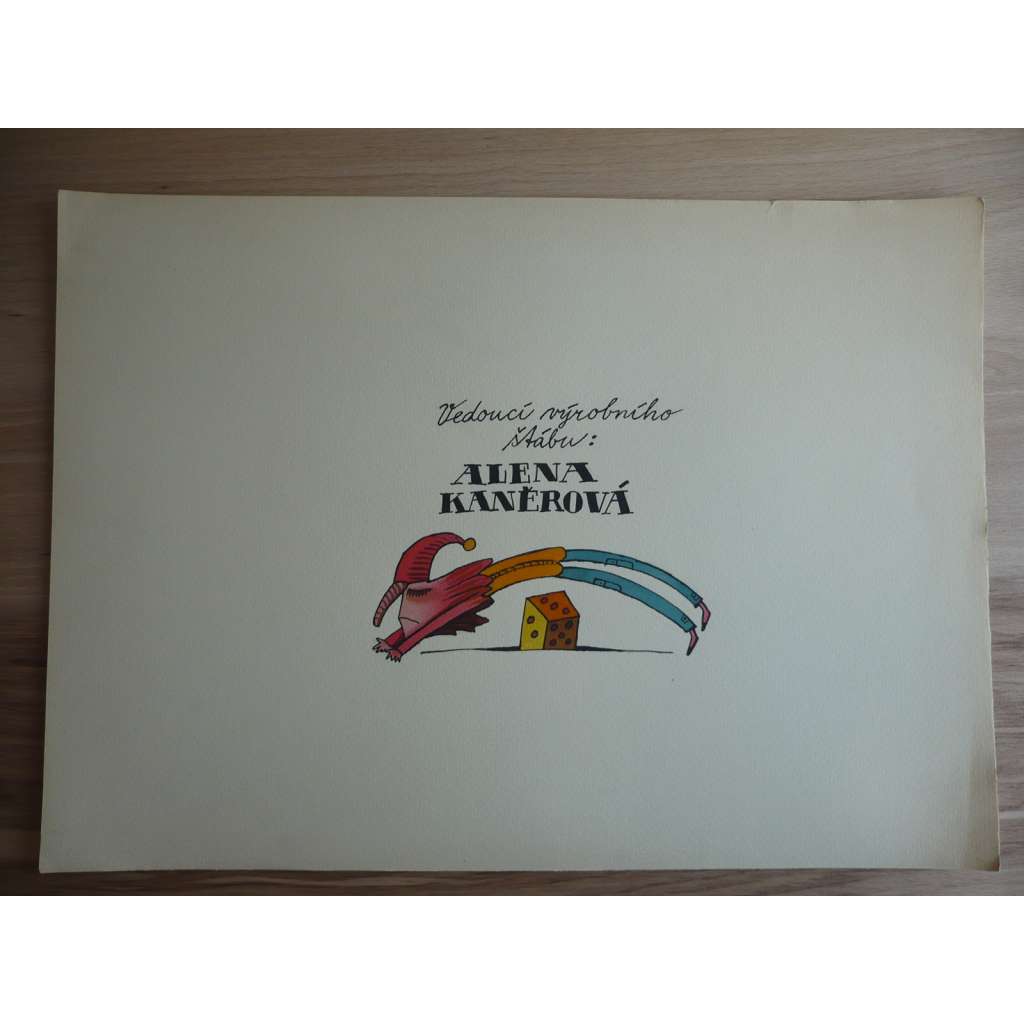 Vedoucí výrobního
štábu:
ALENA
KANĚROVÁ